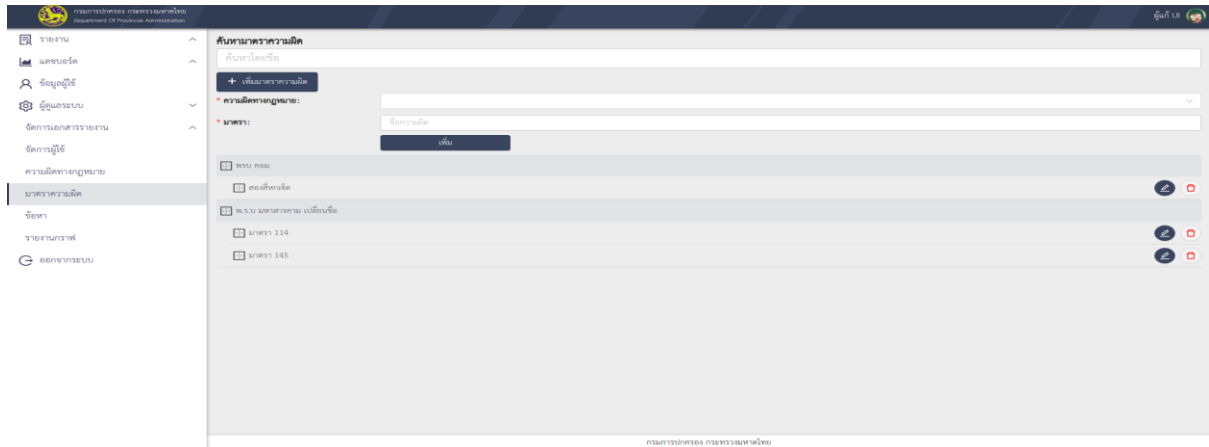 กรมการปกครอง กระทรวงมหาดไทย
Department Of Provincial Administration
ผู้แก้ UI
รายงาน
แดชบอร์ด
ข้อมูลผู้ใช้
ผู้ดูแลระบบ
จัดการเอกสารรายงาน
จัดการผู้ใช้
ความผิดทางกฎหมาย
มาตราความผิด
ข้อหา
รายงานกราฟ
ออกจากระบบ
ค้นหามาตราความผิด
ค้นหาโดยชื่อ
+ เพิ่มมาตราความผิด
* ความผิดทางกฎหมาย:
* มาตรา:
ชื่อความผิด
เพิ่ม
พรบ คอม
สองสี่หกเจ็ด
พ.ร.บ มหาสารคาม เปลี่ยนชื่อ
มาตรา 114
มาตรา 145
กรมการปกครอง กระทรวงมหาดไทย